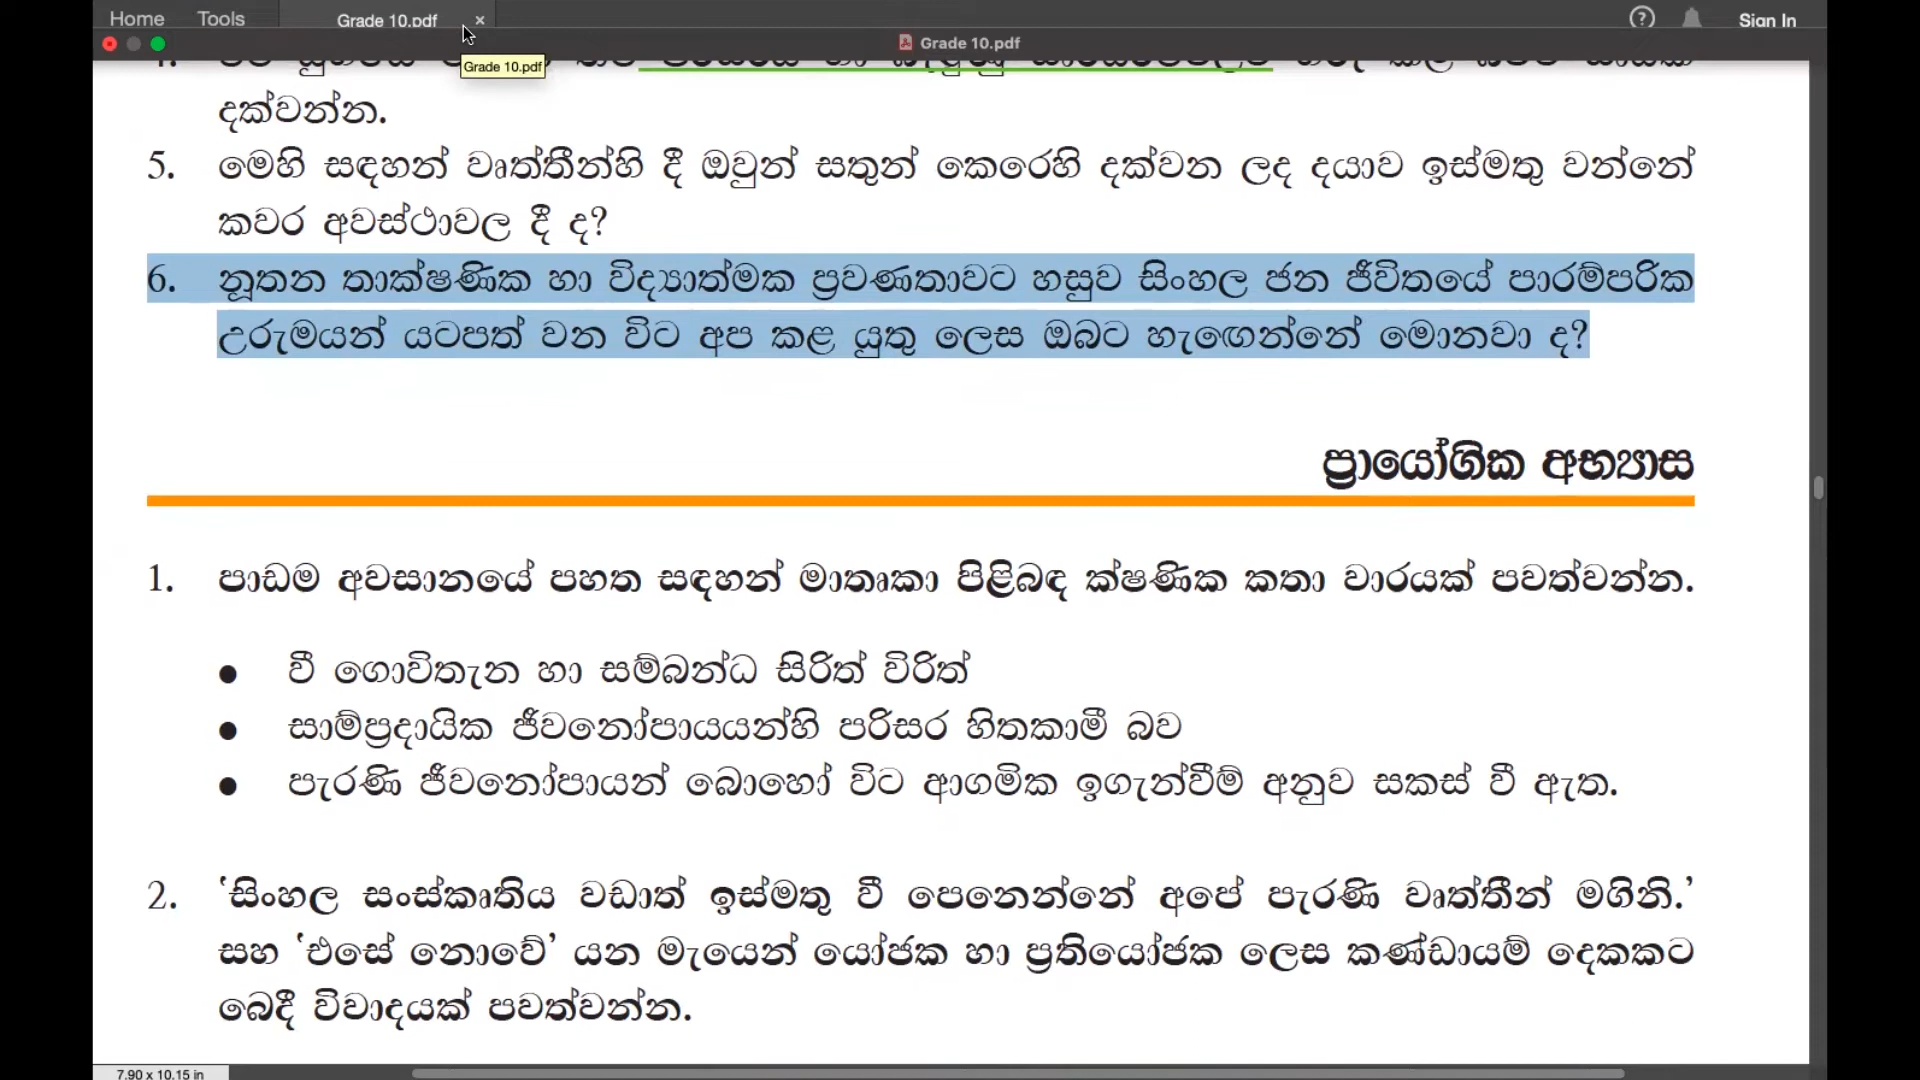 Home Tools Grade 10.pdf × Sign In
Grade 10.pdf
Grade 10.pdf
දක්වන්න.
5. මෙහි සඳහන් වෘත්තීන්හි දී ඔවුන් සතුන් කෙරෙහි දක්වන ලද දයාව ඉස්මතු වන්නේ
කවර අවස්ථාවල දී ද?
6. නූතන තාක්ෂණික හා විද්‍යාත්මක ප්‍රවණතාවට හසුව සිංහල ජන ජීවිතයේ පාරම්පරික
උරුමයන් යටපත් වන විට අප කළ යුතු ලෙස ඔබට හැඟෙන්නේ මොනවා ද?
ප්‍රායෝගික අභ්‍යාස
1. පාඩම අවසානයේ පහත සඳහන් මාතෘකා පිළිබඳ ක්ෂණික කතා වාරයක් පවත්වන්න.
● වී ගොවිතැන හා සම්බන්ධ සිරිත් විරිත්
● සාම්ප්‍රදායික ජීවනෝපායයන්හි පරිසර හිතකාමී බව
● පැරණි ජීවනෝපායන් බොහෝ විට ආගමික ඉගැන්වීම් අනුව සකස් වී ඇත.
2. ‘සිංහල සංස්කෘතිය වඩාත් ඉස්මතු වී පෙනෙන්නේ අපේ පැරණි වෘත්තීන් මගිනි.’
සහ ‘එසේ නොවේ’ යන මැයෙන් යෝජක හා ප්‍රතියෝජක ලෙස කණ්ඩායම් දෙකකට
බෙදී විවාදයක් පවත්වන්න.
7.90 x 10.15 in